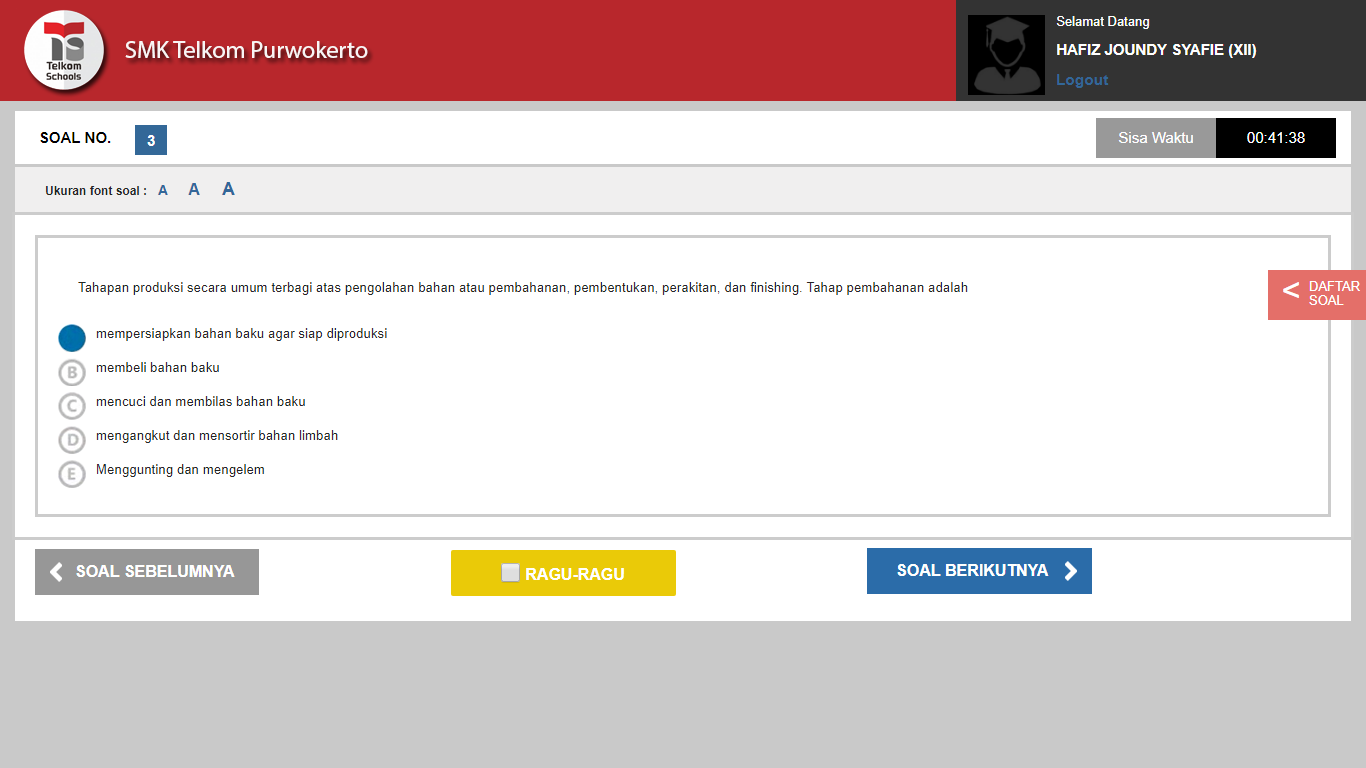 Telkom
Schools
SMK Telkom Purwokerto
Selamat Datang
HAFIZ JOUNDY SYAFIE (XII)
Logout
SOAL NO. 3
Sisa Waktu 00:41:38
Ukuran font soal : A A A
DAFTAR
SOAL
Tahapan produksi secara umum terbagi atas pengolahan bahan atau pembahanan, pembentukan, perakitan, dan finishing. Tahap pembahanan adalah
mempersiapkan bahan baku agar siap diproduksi
B membeli bahan baku
C mencuci dan membilas bahan baku
D mengangkut dan mensortir bahan limbah
E Menggunting dan mengelem
SOAL SEBELUMNYA RAGU-RAGU SOAL BERIKUTNYA